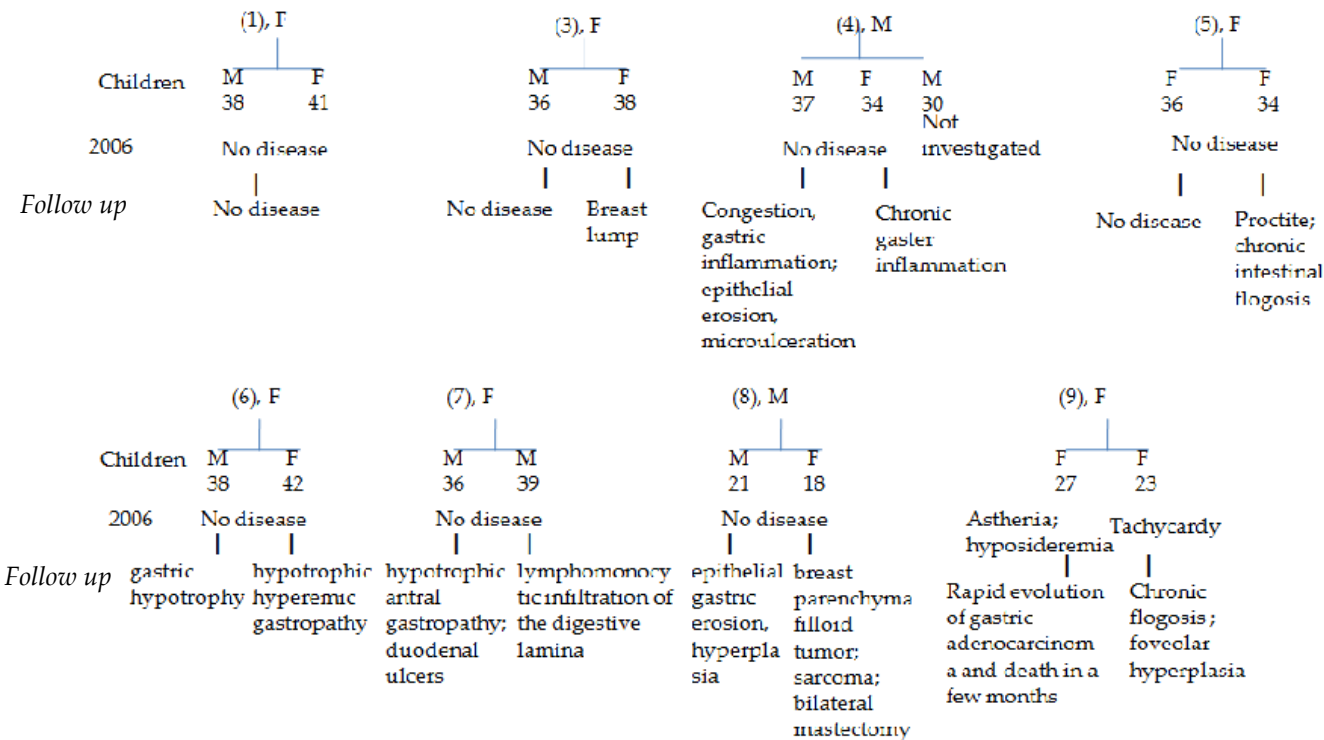 (1), F
(3), F
(4), M
(5), F
Children
M F
38 41
M F
36 38
M F M
37 34 30
F F
36 34
2006
No disease
No disease
No disease
Not
investigated
No disease
Follow up
No disease
No disease
Breast
lump
Congestion,
gastric
inflammation;
epithelial
erosion,
microulceration
Chronic
gaster
inflammation
No disease
Proctite;
chronic
intestinal
flogosis
(6), F
(7), F
(8), M
(9), F
Children
M F
38 42
M M
36 39
M F
21 18
F F
27 23
2006
No disease
No disease
No disease
Asthenia;
hyposideremia
Tachycardy
Follow up
gastric
hypotrophy
hypotrophic
hyperemic
gastropathy
hypotrophic
antral
gastropathy;
duodenal
ulcers
lymphomonocy
tic infiltration of
the digestive
lamina
epithelial
gastric
erosion,
hyperpla
sia
breast
parenchyma
filloid
tumor;
sarcoma;
bilateral
mastectomy
Rapid evolution
of gastric
adenocarcinom
a and death in a
few months
Chronic
flogosis;
foveolar
hyperplasia